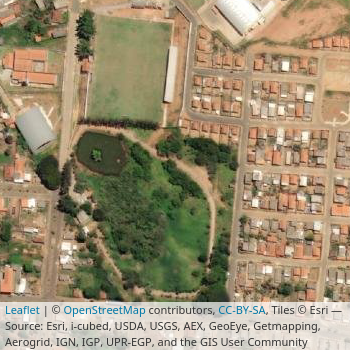 Leaflet | © OpenStreetMap contributors, CC-BY-SA, Tiles © Esri —
Source: Esri, i-cubed, USDA, USGS, AEX, GeoEye, Getmapping,
Aerogrid, IGN, IGP, UPR-EGP, and the GIS User Community